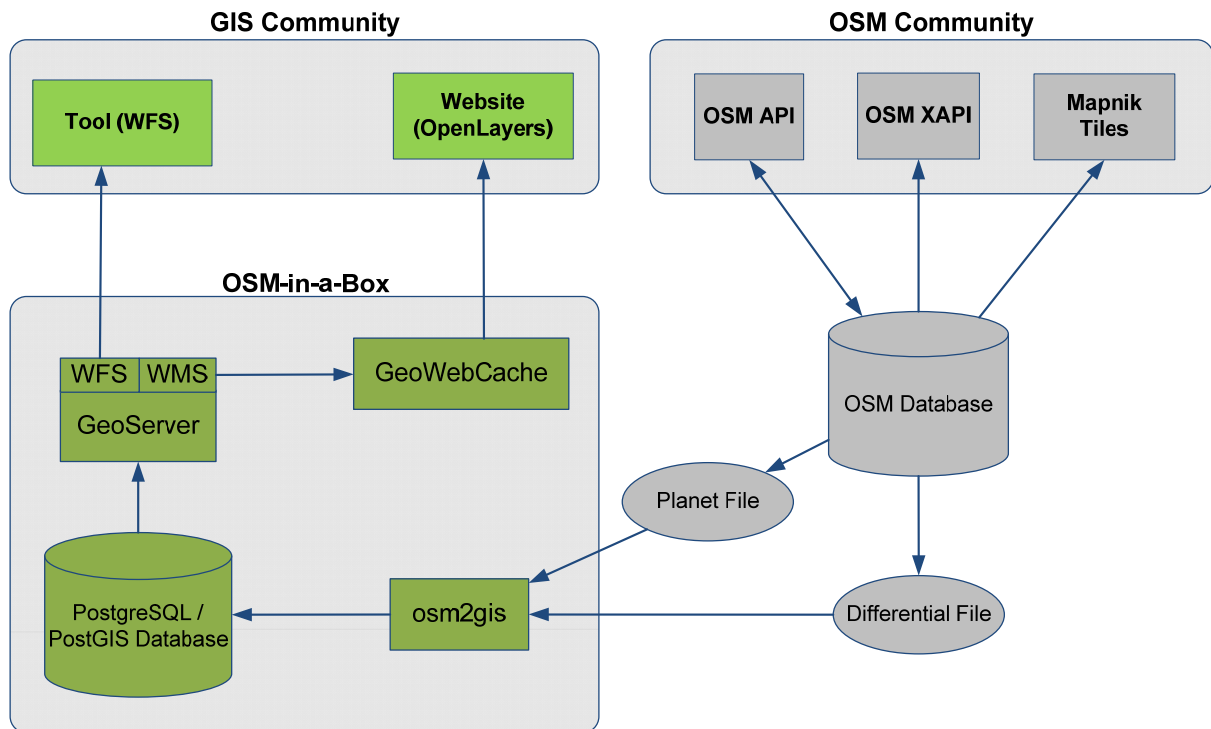 GIS Community
OSM Community
Tool (WFS)
Website
(OpenLayers)
OSM API
OSM XAPI
Mapnik
Tiles
OSM-in-a-Box
WFS
WMS
GeoServer
GeoWebCache
OSM Database
Planet File
PostgreSQL /
PostGIS Database
osm2gis
Differential File